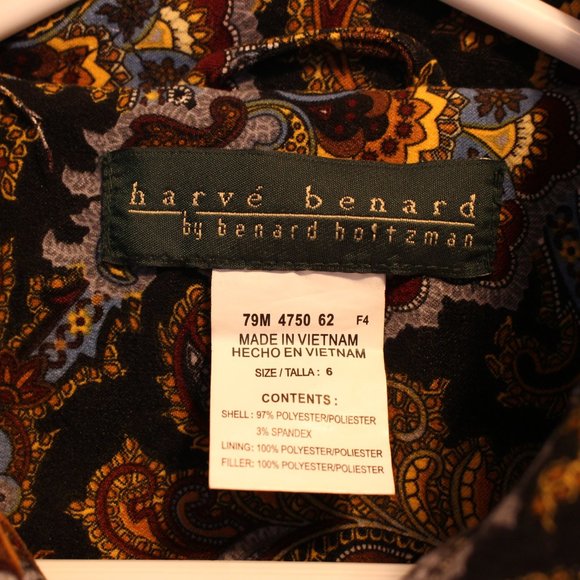 harvé benard
by benard holtzman
79M 4750 62 F4
MADE IN VIETNAM
HECHO EN VIETNAM
SIZE / TALLA : 6
CONTENTS :
SHELL : 97% POLYESTER/POLIESTER
3% SPANDEX
LINING: 100% POLYESTER/POLIESTER
FILLER: 100% POLYESTER/POLIESTER